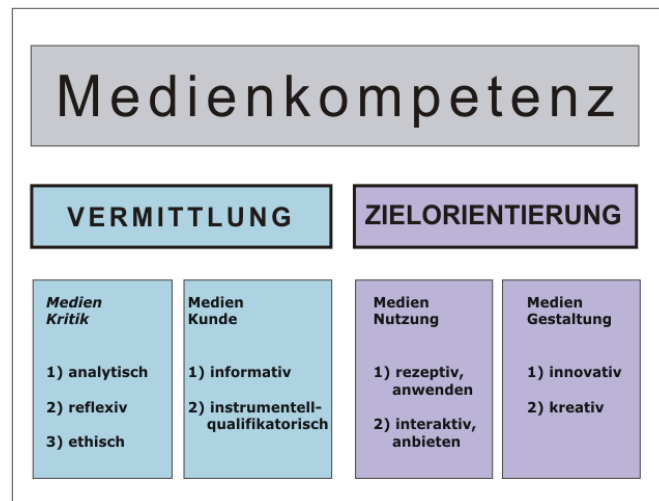 Medienkompetenz
VERMITTLUNG
ZIELORIENTIERUNG
Medien
Kritik
1) analytisch
2) reflexiv
3) ethisch
Medien
Kunde
1) informativ
2) instrumentell-
qualifikatorisch
Medien
Nutzung
1) rezeptiv,
anwenden
2) interaktiv,
anbieten
Medien
Gestaltung
1) innovativ
2) kreativ